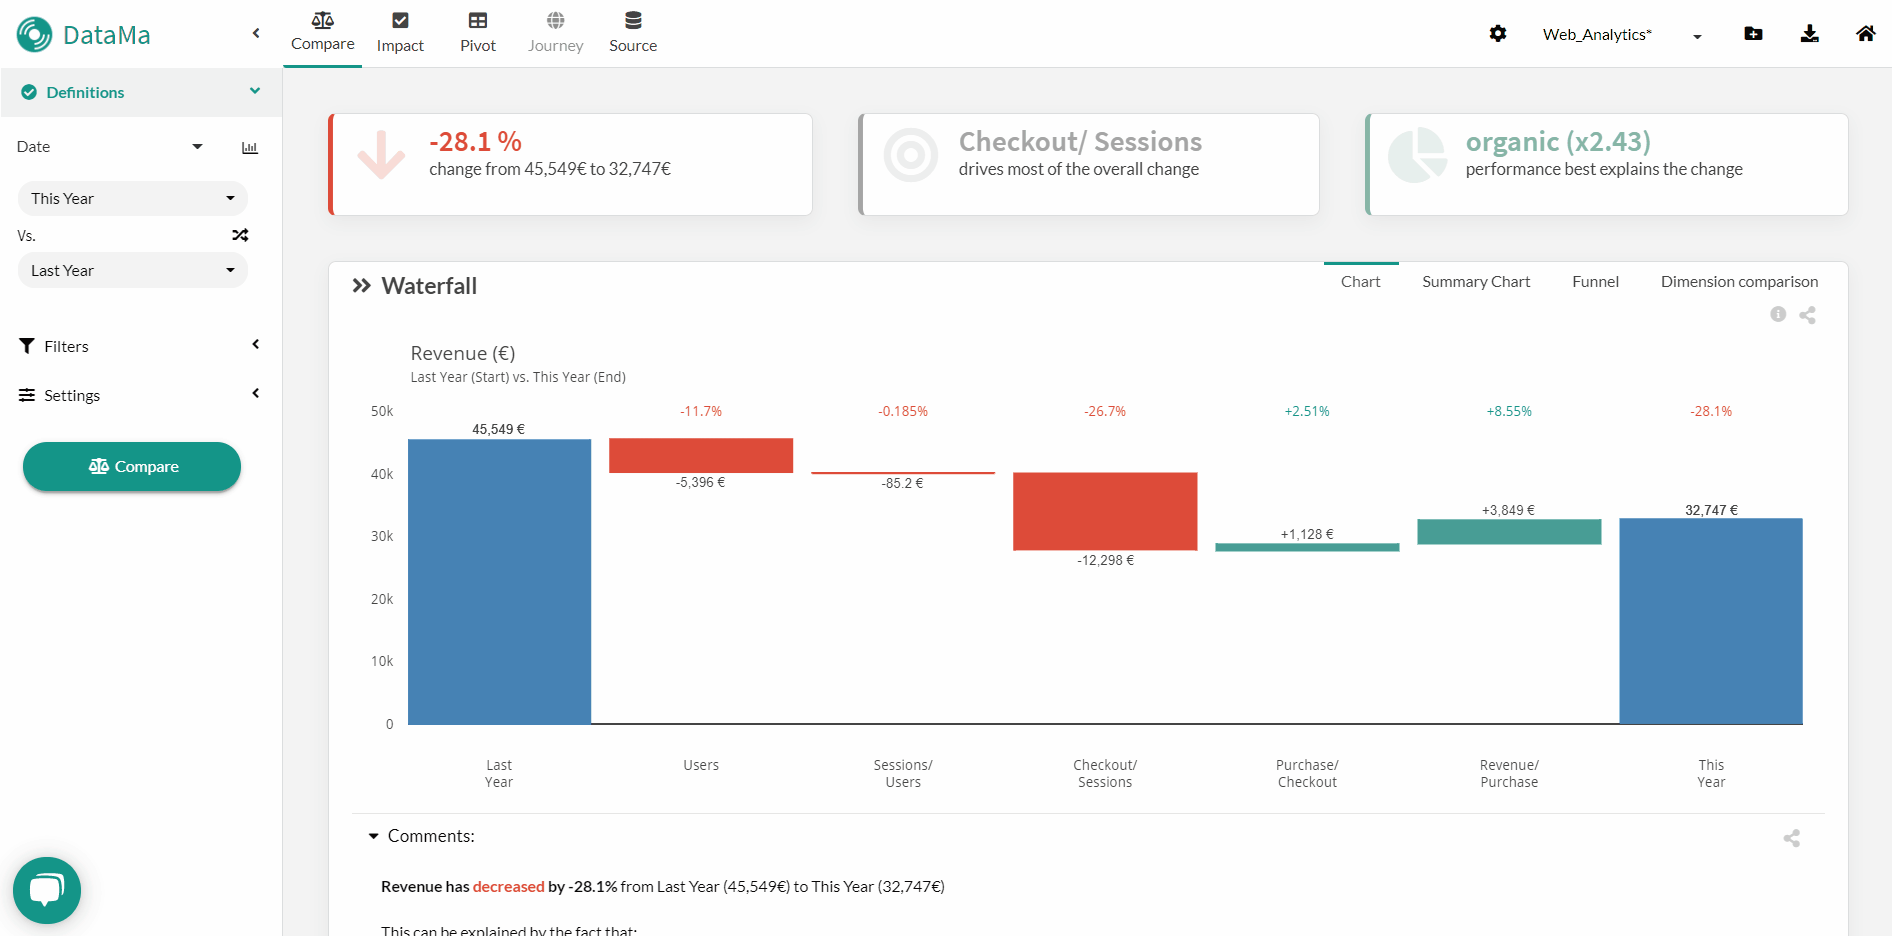 DataMa
Compare
Impact
Pivot
Journey
Source
Web_Analytics*
Definitions
Date
This Year
Vs.
Last Year
Filters
Settings
Compare
-28.1 %
change from 45,549€ to 32,747€
Checkout/ Sessions
drives most of the overall change
organic (x2.43)
performance best explains the change
Waterfall
Chart
Summary Chart
Funnel
Dimension comparison
Revenue (€)
Last Year (Start) vs. This Year (End)
50k
40k
30k
20k
10k
0
-11.7%
-0.185%
-26.7%
+2.51%
+8.55%
-28.1%
45,549 €
-5,396 €
-85.2 €
-12,298 €
+1,128 €
+3,849 €
32,747 €
Last
Year
Users
Sessions/
Users
Checkout/
Sessions
Purchase/
Checkout
Revenue/
Purchase
This
Year
Comments:
Revenue has decreased by -28.1% from Last Year (45,549€) to This Year (32,747€)
This can be explained by the fact that: